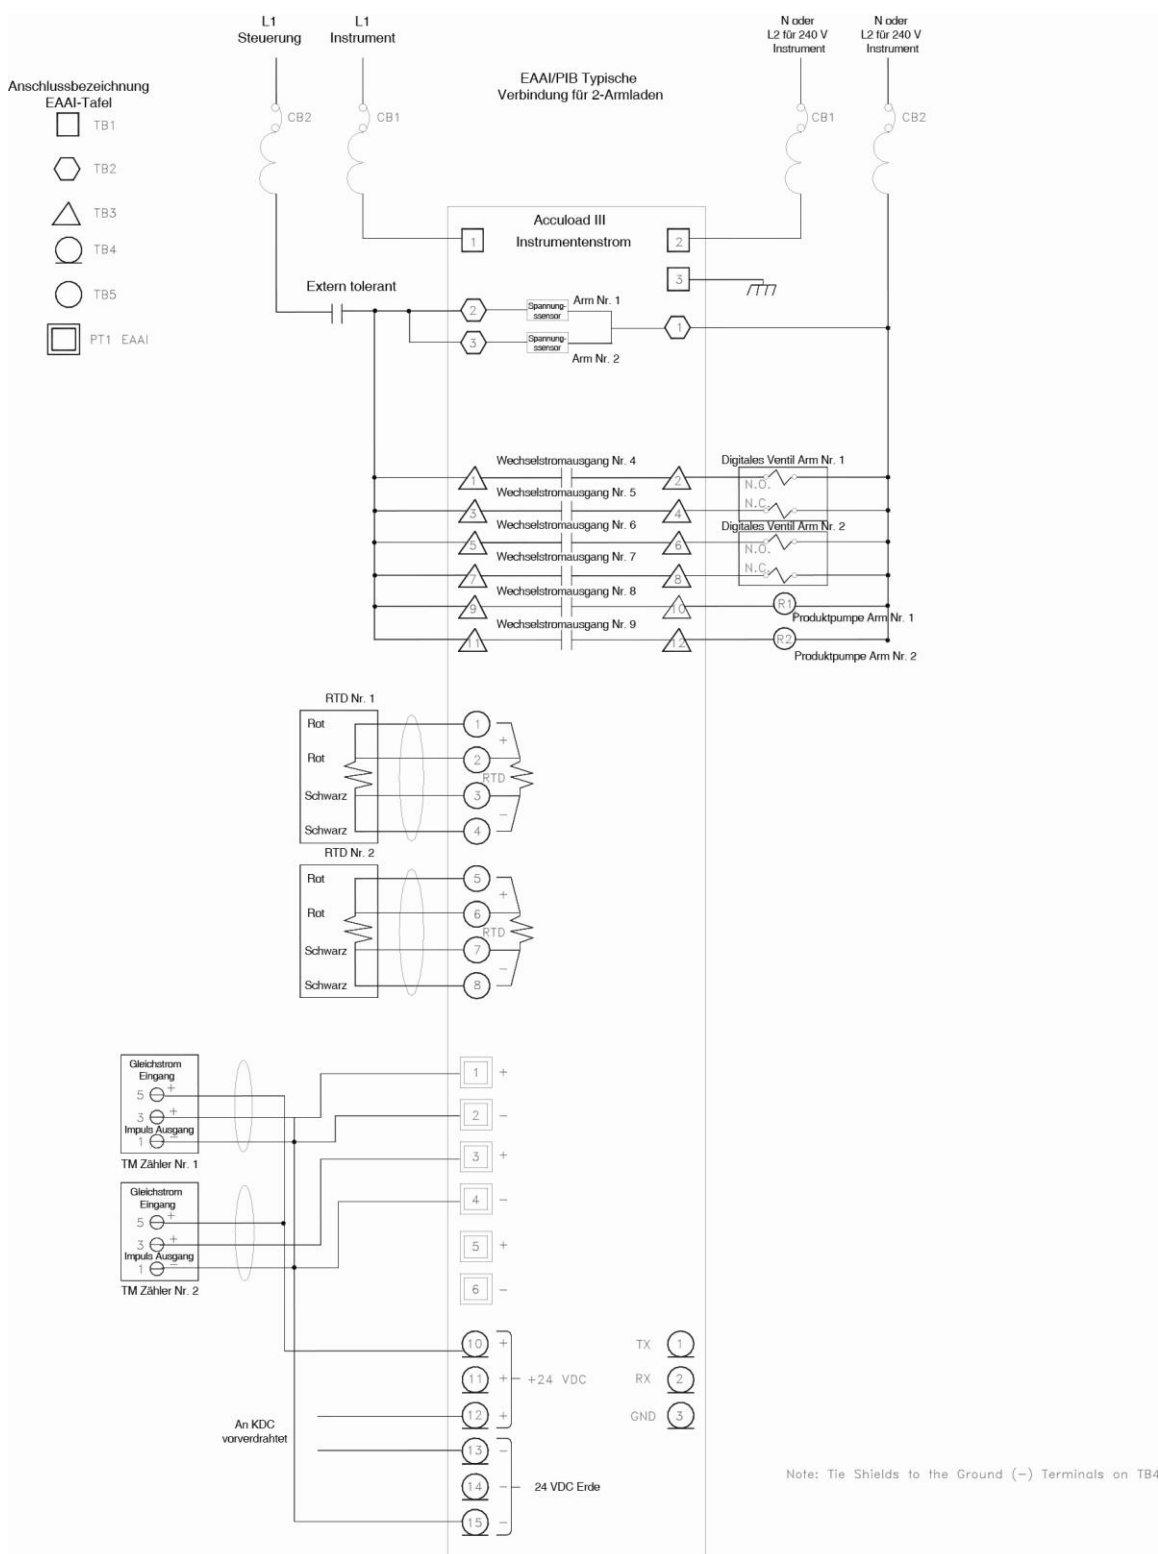 L1
Steuerung
L1
Instrument
N oder
L2 für 240 V
Instrument
N oder
L2 für 240 V
Instrument
EAAI/PIB Typische
Verbindung für 2-Armladen
Anschlussbezeichnung
EAAI-Tafel
TB1
TB2
TB3
TB4
TB5
PT1 EAAI
CB2
CB1
CB1
CB2
Accuload III
Instrumentenstrom
1
2
3
Extern tolerant
2
Spannung-
ssensor
Arm Nr. 1
1
3
Spannung-
ssensor
Arm Nr. 2
Wechselstromausgang Nr. 4
Digitales Ventil Arm Nr. 1
1
2
N.O.
Wechselstromausgang Nr. 5
3
4
N.C.
Wechselstromausgang Nr. 6
Digitales Ventil Arm Nr. 2
5
6
N.O.
Wechselstromausgang Nr. 7
7
8
N.C.
Wechselstromausgang Nr. 8
9
10
R1
Produktpumpe Arm Nr. 1
Wechselstromausgang Nr. 9
11
12
R2
Produktpumpe Arm Nr. 2
RTD Nr. 1
Rot
1
+
Rot
2
RTD
Schwarz
3
−
Schwarz
4
RTD Nr. 2
Rot
5
+
Rot
6
RTD
Schwarz
7
−
Schwarz
8
Gleichstrom
Eingang
5 +
3 +
Impuls Ausgang
1 −
TM Zähler Nr. 1
Gleichstrom
Eingang
5 +
3 +
Impuls Ausgang
1 −
TM Zähler Nr. 2
1 +
2 −
3 +
4 −
5 +
6 −
10 +
11 + +24 VDC
12 +
An KDC
vorverdrahtet
13 −
14 − 24 VDC Erde
15 −
TX 1
RX 2
GND 3
Note: Tie Shields to the Ground (−) Terminals on TB4